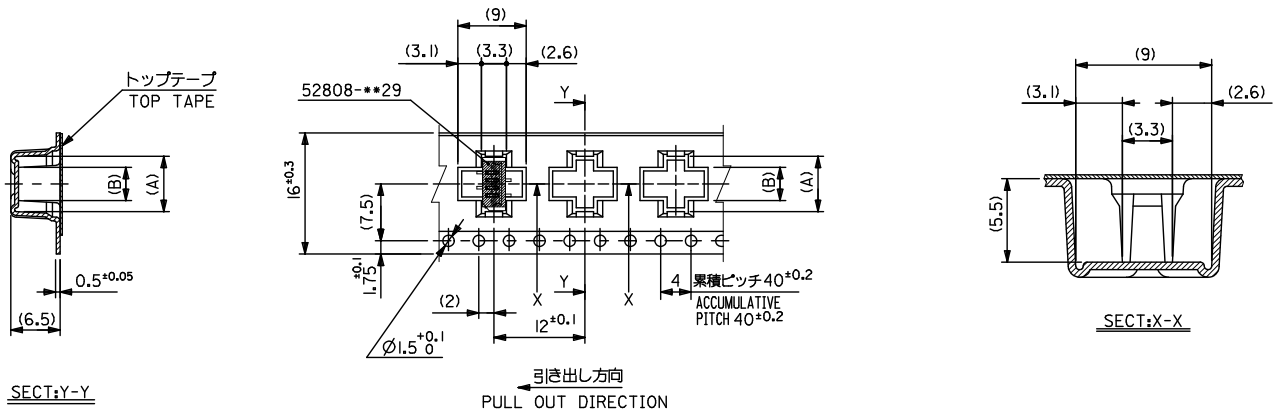 トップテープ
TOP TAPE
(B)
(A)
0.5±0.05
(6.5)
SECT:Y-Y
(9)
(3.1)
(3.3)
(2.6)
52808-**29
Y
16±0.3
(7.5)
1.75±0.1
(B)
(A)
(2)
Y
X
X
4
累積ピッチ40±0.2
ACCUMULATIVE
PITCH 40±0.2
12±0.1
Ø1.5+0.1 0
引き出し方向
PULL OUT DIRECTION
(9)
(3.1)
(2.6)
(3.3)
(5.5)
SECT:X-X